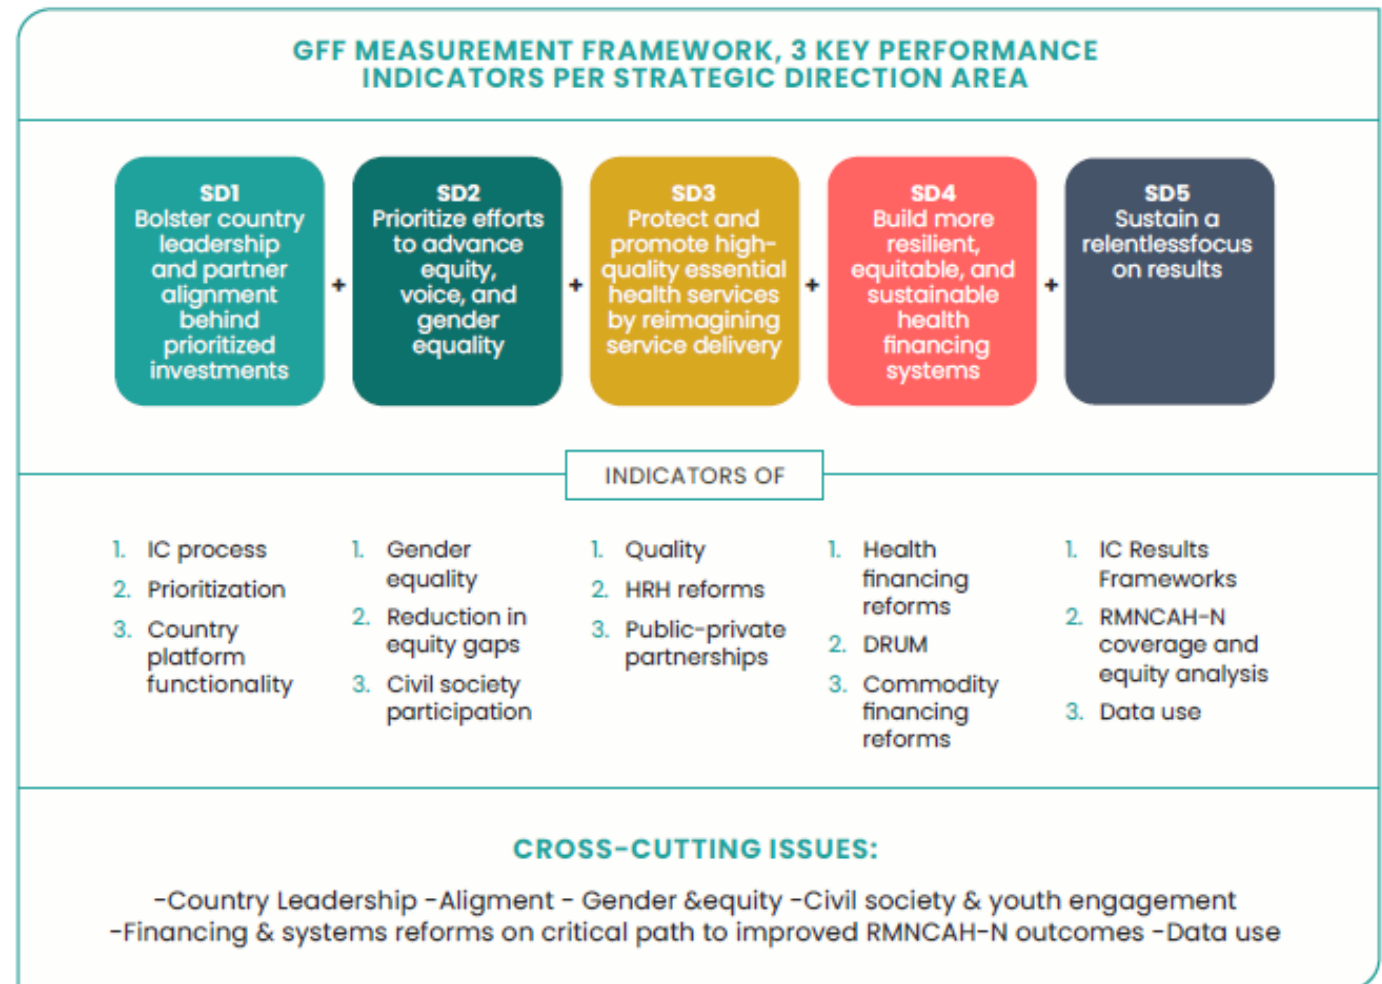 GFF MEASUREMENT FRAMEWORK, 3 KEY PERFORMANCE
INDICATORS PER STRATEGIC DIRECTION AREA
SD1
Bolster country
leadership
and partner
alignment
behind
prioritized
investments
+
SD2
Prioritize efforts
to advance
equity,
voice, and
gender
equality
+
SD3
Protect and
promote high-
quality essential
health services
by reimagining
service delivery
+
SD4
Build more
resilient,
equitable, and
sustainable
health
financing
systems
+
SD5
Sustain a
relentlessfocus
on results
INDICATORS OF
1. IC process
2. Prioritization
3. Country
platform
functionality
1. Gender
equality
2. Reduction in
equity gaps
3. Civil society
participation
1. Quality
2. HRH reforms
3. Public-private
partnerships
1. Health
financing
reforms
2. DRUM
3. Commodity
financing
reforms
1. IC Results
Frameworks
2. RMNCAH-N
coverage and
equity analysis
3. Data use
CROSS-CUTTING ISSUES:
-Country Leadership -Aligment - Gender &equity -Civil society & youth engagement
-Financing & systems reforms on critical path to improved RMNCAH-N outcomes -Data use